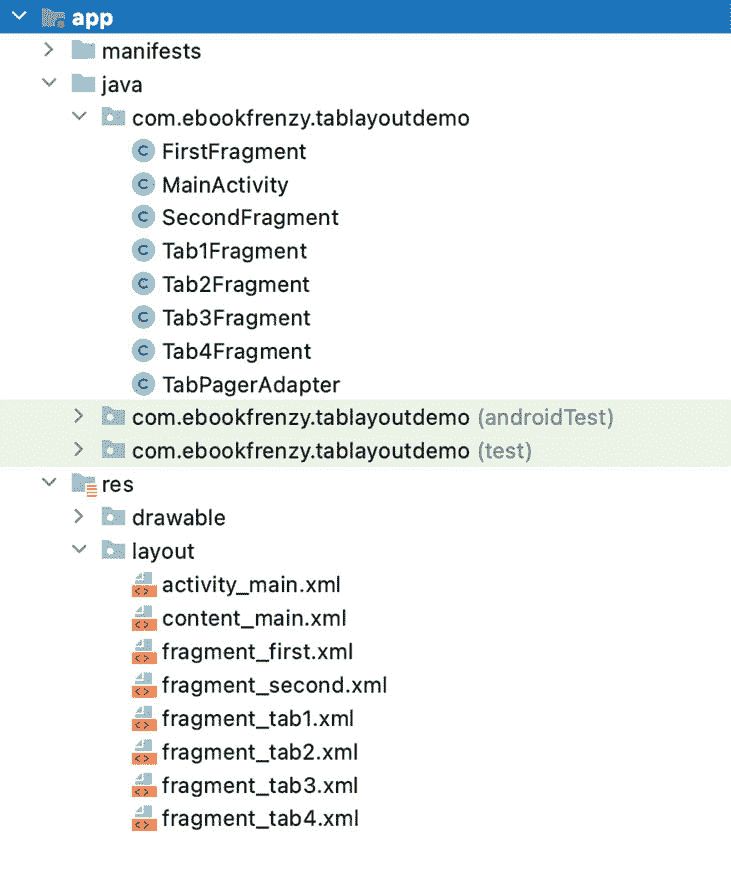 app
manifests
java
com.ebookfrenzy.tablayoutdemo
C FirstFragment
C MainActivity
C SecondFragment
C Tab1Fragment
C Tab2Fragment
C Tab3Fragment
C Tab4Fragment
C TabPagerAdapter
com.ebookfrenzy.tablayoutdemo (androidTest)
com.ebookfrenzy.tablayoutdemo (test)
res
drawable
layout
activity_main.xml
content_main.xml
fragment_first.xml
fragment_second.xml
fragment_tab1.xml
fragment_tab2.xml
fragment_tab3.xml
fragment_tab4.xml